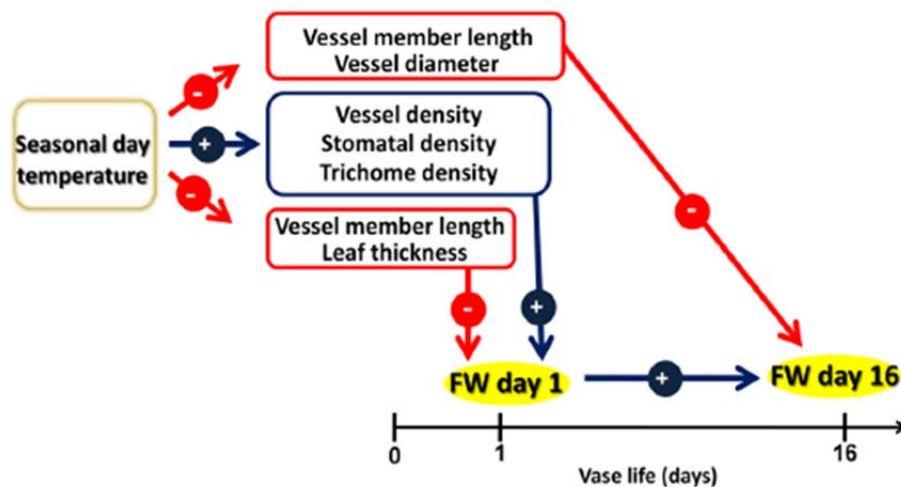 Vessel member length
Vessel diameter
-
Seasonal day
temperature
+
Vessel density
Stomatal density
Trichome density
-
Vessel member length
Leaf thickness
-
-
+
FW day 1
+
FW day 16
0
1
16
Vase life (days)